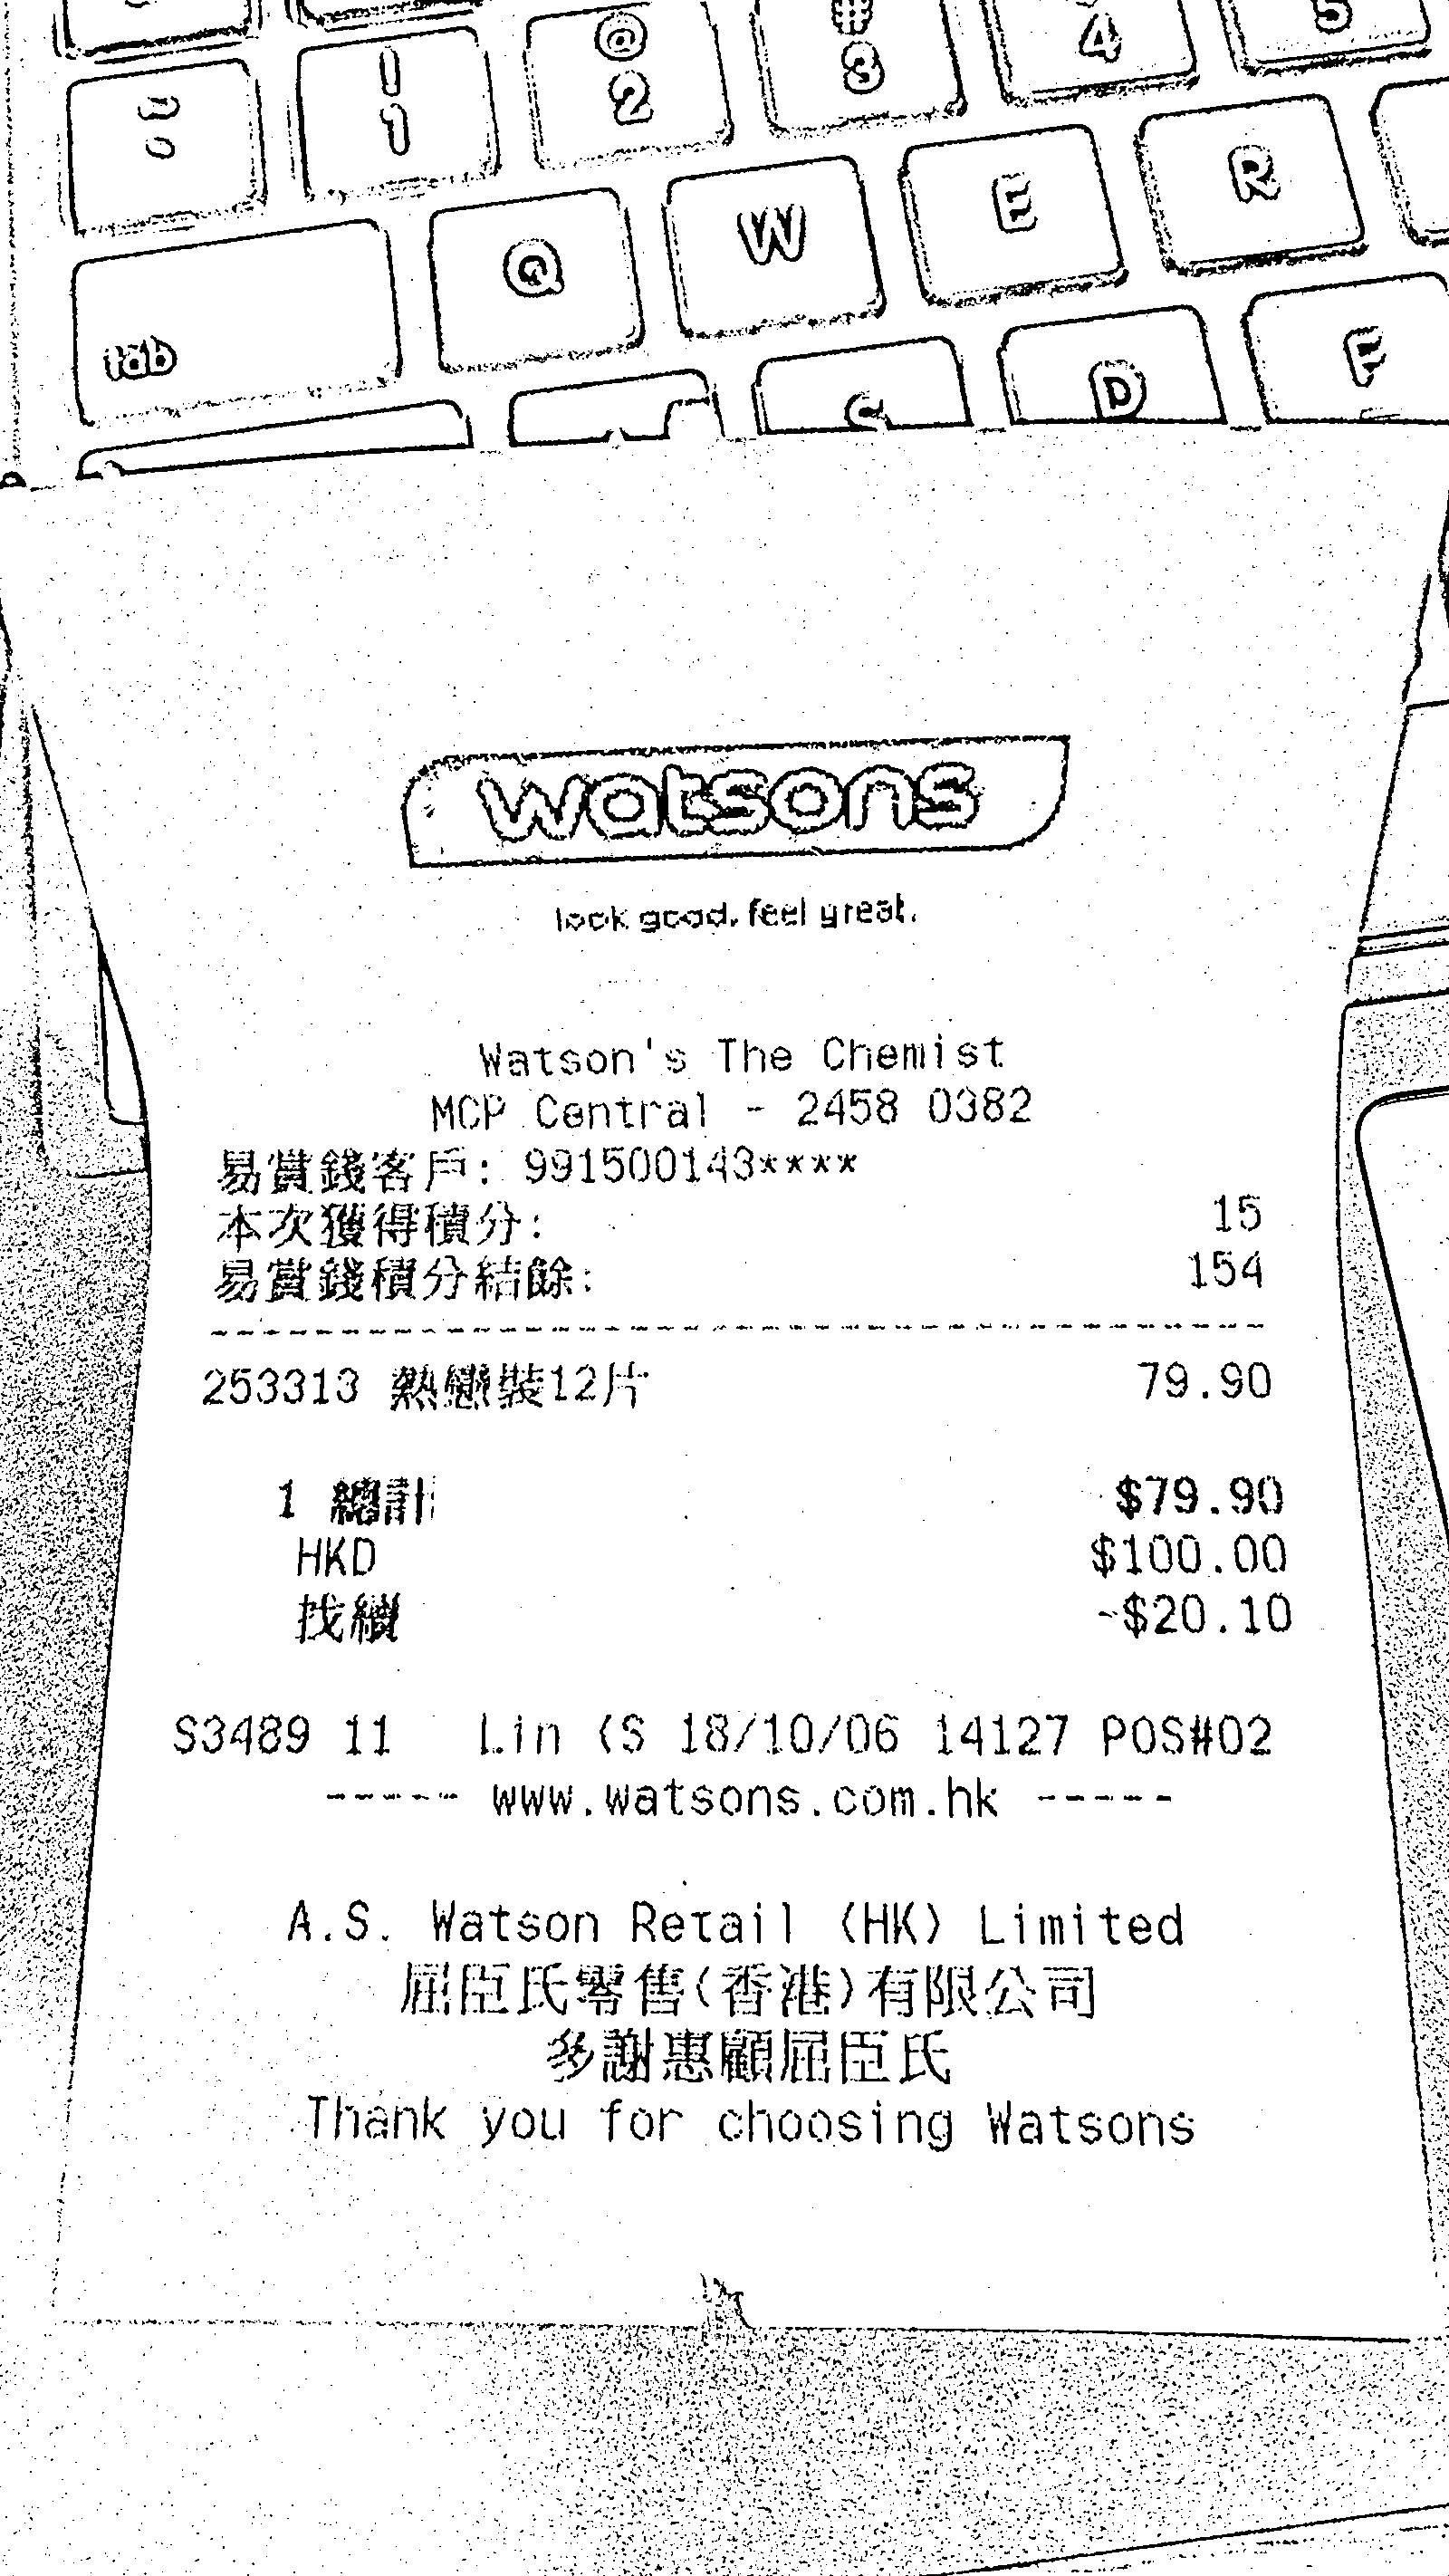 @ # 4 5
! 1 2 3
Q W E R
tab
S D F
watsons
look good. feel great.
Watson's The Chemist
MCP Central - 2458 0382
易賞錢客戶: 991500143****
本次獲得積分: 15
易賞錢積分結餘: 154
253313 熱戀裝12片 79.90
1 總計 $79.90
HKD $100.00
找續 -$20.10
S3489 11 Lin (S 18/10/06 14127 POS#02
----- www.watsons.com.hk -----
A.S. Watson Retail (HK) Limited
屈臣氏零售(香港)有限公司
多謝惠顧屈臣氏
Thank you for choosing Watsons